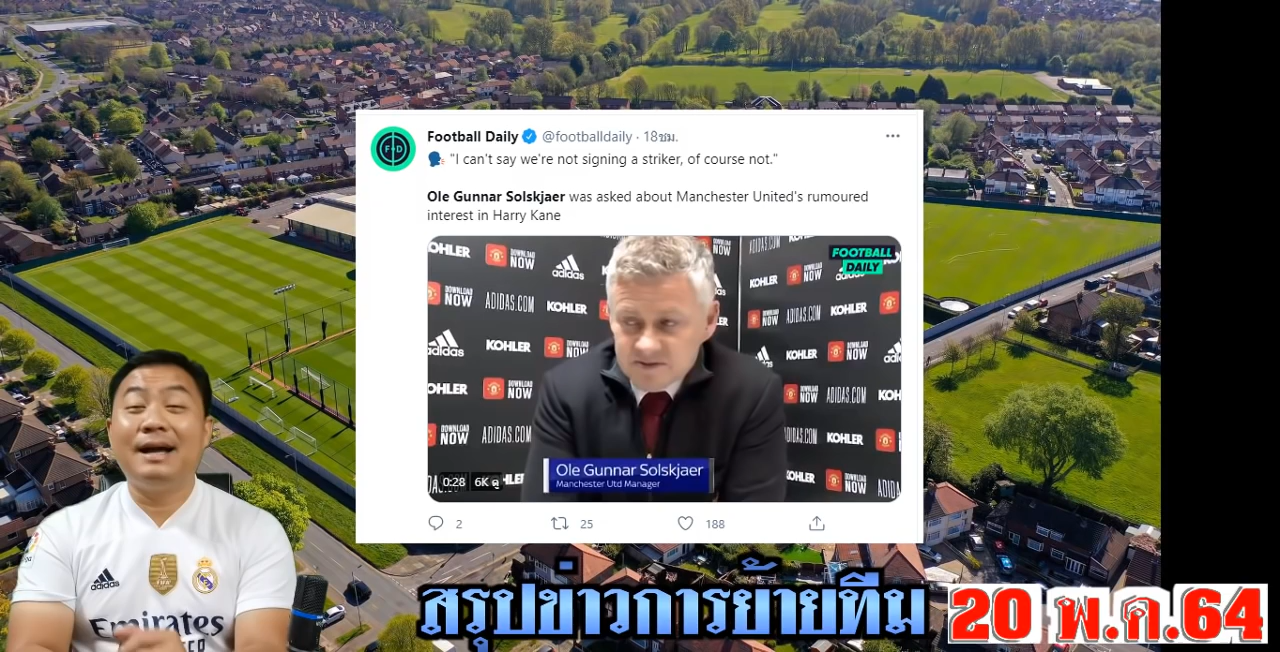 Football Daily @footballdaily · 18ชม.
"I can't say we're not signing a striker, of course not."
Ole Gunnar Solskjaer was asked about Manchester United's rumoured
interest in Harry Kane
FOOTBALL
DAILY
KOHLER
DOWNLOAD
NOW
adidas
ADIDAS.COM
KOHLER
Ole Gunnar Solskjaer
Manchester Utd Manager
0:28
6K ดู
2
25
188
adidas
FIFA
Emirates
สรุปข่าวการย้ายทีม
20 พ.ค.64